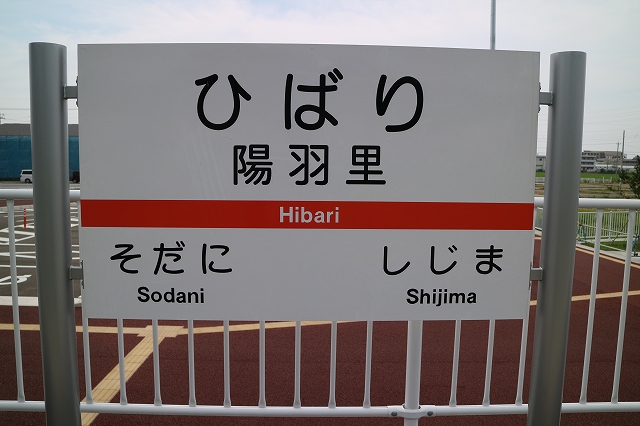 ひばり
陽羽里
Hibari
そだに しじま
Sodani Shijima